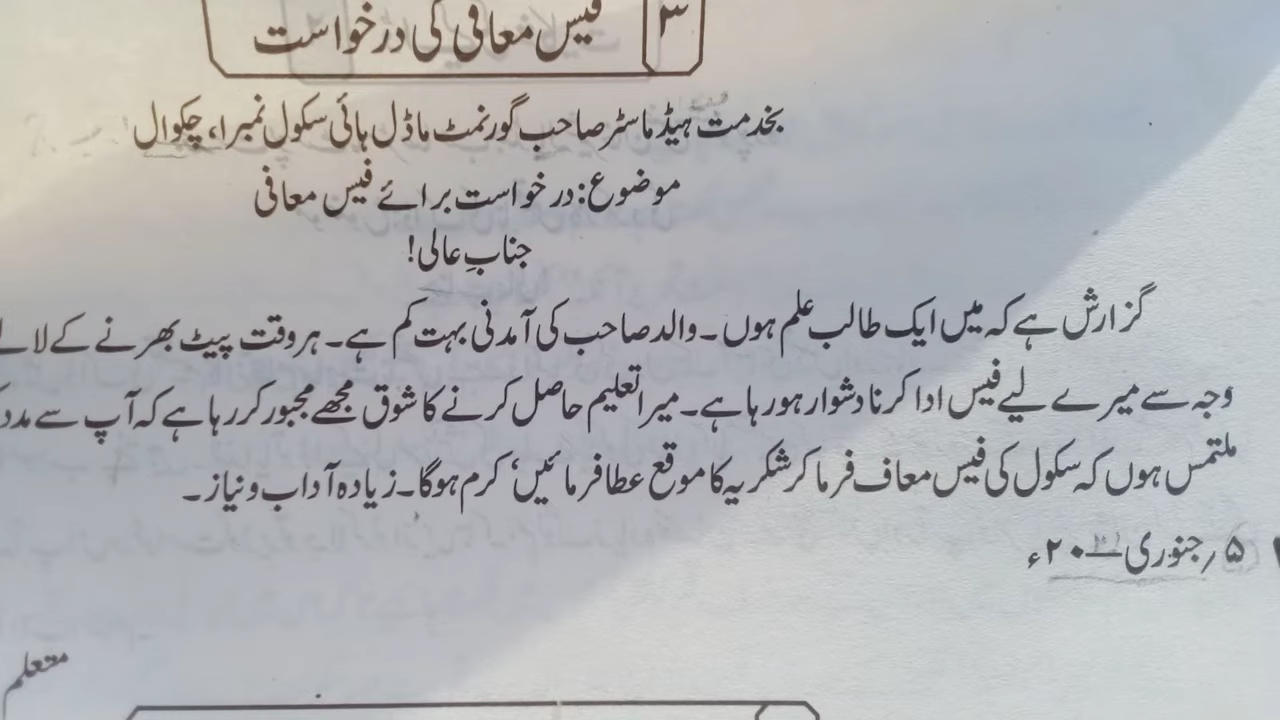 ۳ فیس معافی کی درخواست
بخدمت ہیڈ ماسٹر صاحب گورنمنٹ ماڈل ہائی سکول نمبر ۱، چکوال
موضوع: درخواست برائے فیس معافی
جنابِ عالی!
گزارش ہے کہ میں ایک طالب علم ہوں۔ والد صاحب کی آمدنی بہت کم ہے۔ ہر وقت پیٹ بھرنے کے
وجہ سے میرے لیے فیس ادا کرنا دشوار ہو رہا ہے۔ میرا تعلیم حاصل کرنے کا شوق مجھے مجبور کر رہا ہے کہ آپ سے مدد
ملتمس ہوں کہ سکول کی فیس معاف فرما کر شکریہ کا موقع عطا فرمائیں، کرم ہوگا۔ زیادہ آداب و نیاز۔
۵ / جنوری ۲۰ء
متعلم